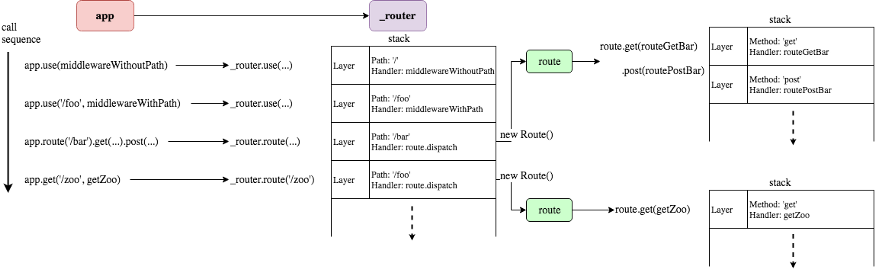 app
_router
call
sequence
stack
app.use(middlewareWithoutPath)
_router.use(...)
Layer
Path: '/'
Handler: middlewareWithoutPath
app.use('/foo', middlewareWithPath)
_router.use(...)
Layer
Path: '/foo'
Handler: middlewareWithPath
app.route('/bar').get(...).post(...)
_router.route(...)
Layer
Path: '/bar'
Handler: route.dispatch
new Route()
app.get('/zoo', getZoo)
_router.route('/zoo')
Layer
Path: '/foo'
Handler: route.dispatch
new Route()
route
route.get(routeGetBar)
.post(routePostBar)
stack
Layer
Method: 'get'
Handler: routeGetBar
Layer
Method: 'post'
Handler: routePostBar
route
route.get(getZoo)
stack
Layer
Method: 'get'
Handler: getZoo